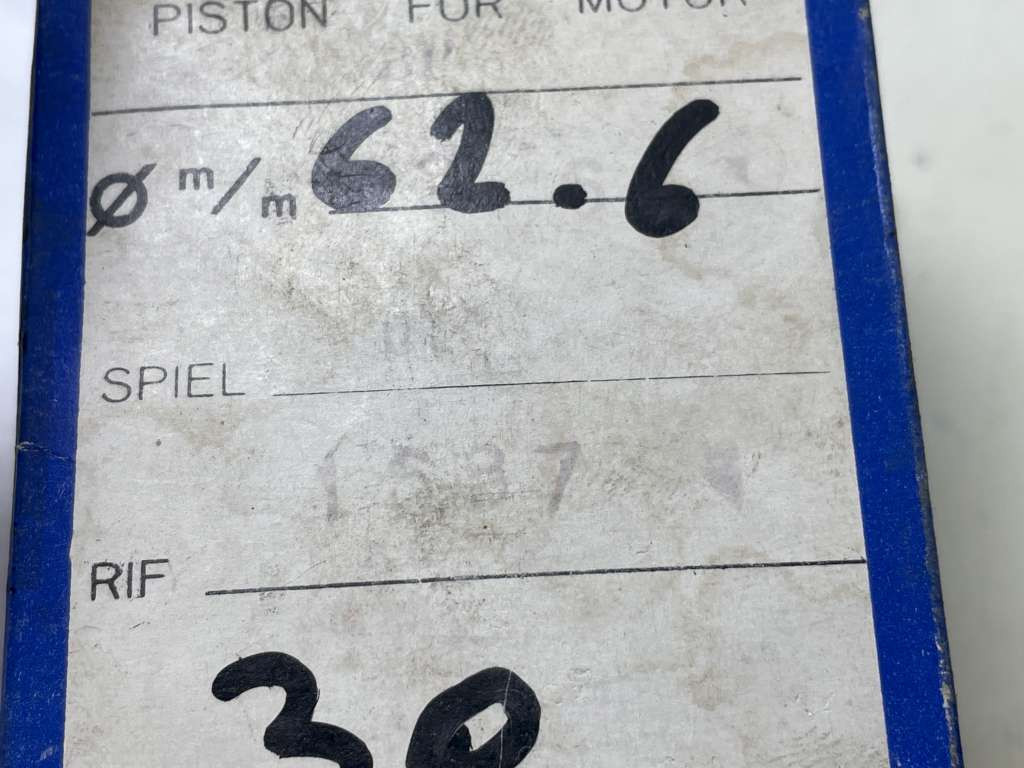 PISTON FÜR MOTOR
Ø m/m 62.6
SPIEL
RIF
30